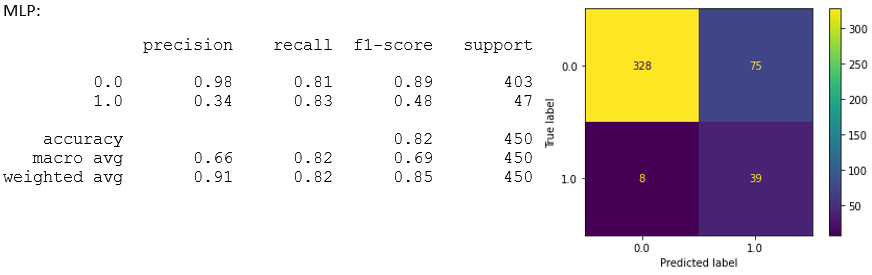 MLP:
precision recall f1-score support
0.0 0.98 0.81 0.89 403
1.0 0.34 0.83 0.48 47
accuracy 0.82 450
macro avg 0.66 0.82 0.69 450
weighted avg 0.91 0.82 0.85 450
True label
0.0 328 75
1.0 8 39
0.0 1.0
Predicted label
300
250
200
150
100
50